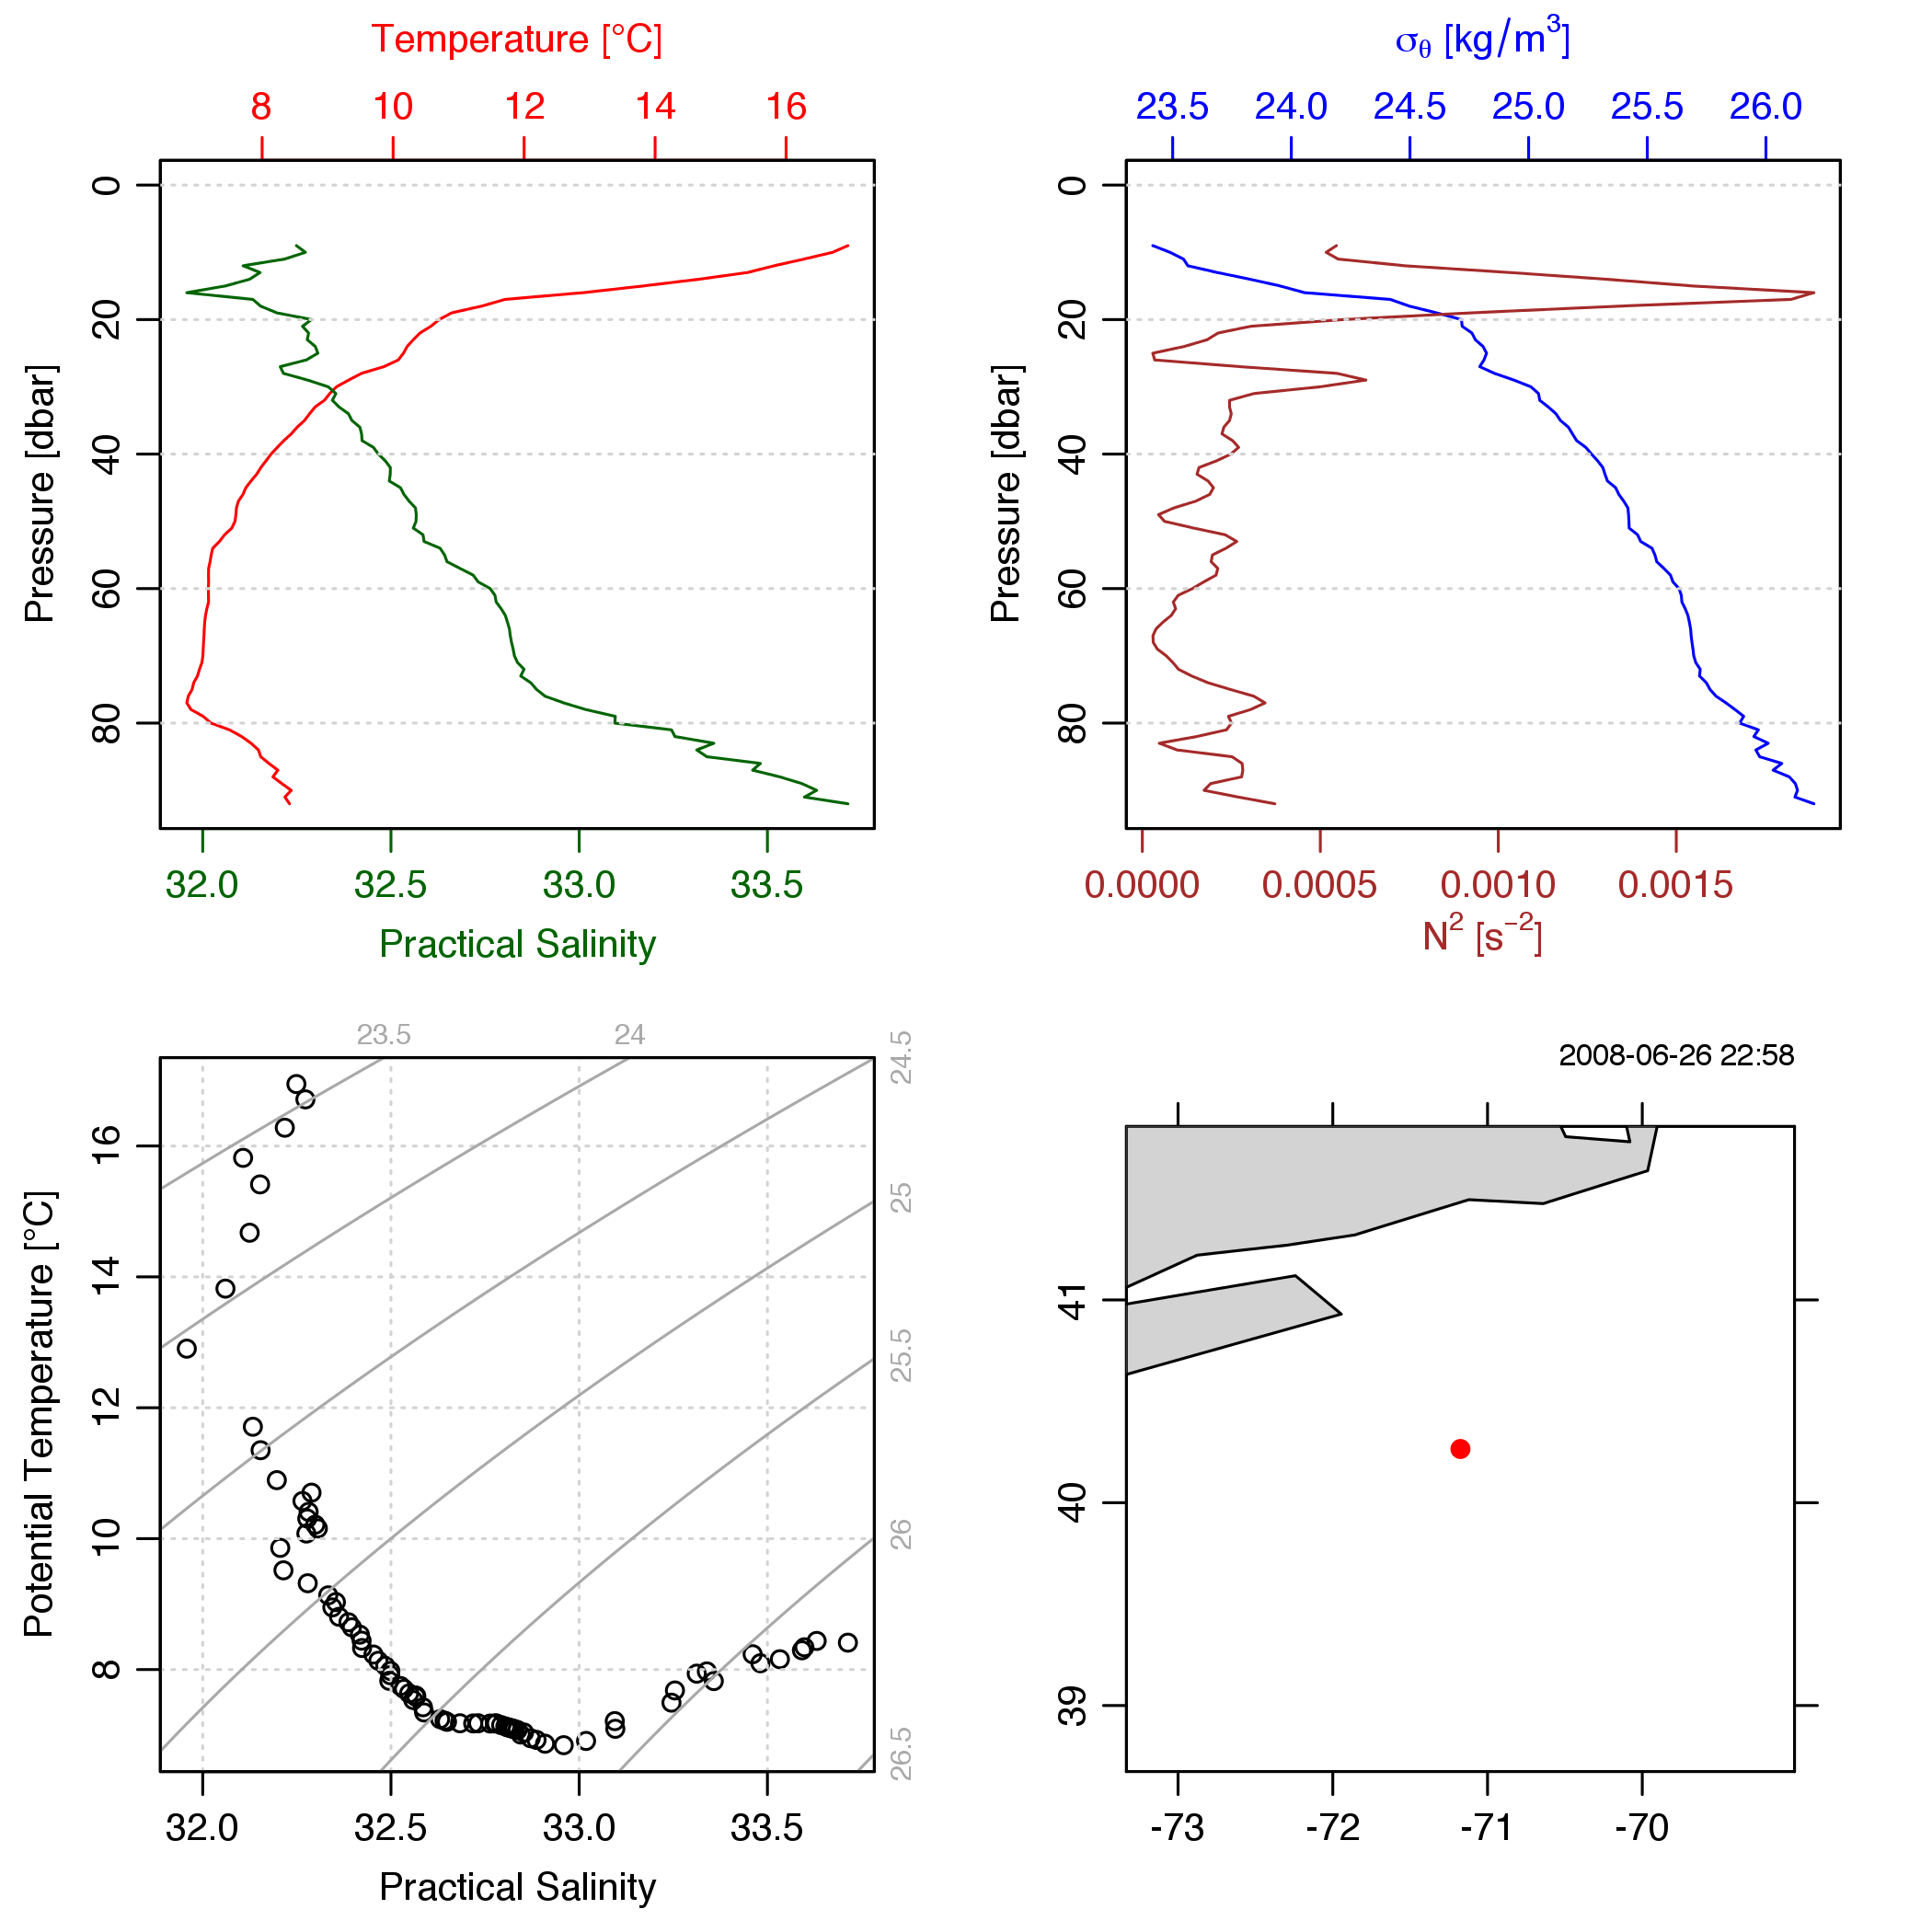 Temperature [°C]
8 10 12 14 16
0
20
40
60
80
Pressure [dbar]
32.0 32.5 33.0 33.5
Practical Salinity
σθ [kg/m³]
23.5 24.0 24.5 25.0 25.5 26.0
0
20
40
60
80
Pressure [dbar]
0.0000 0.0005 0.0010 0.0015
N² [s⁻²]
23.5 24
24.5
25
25.5
26
26.5
16
14
12
10
8
Potential Temperature [°C]
32.0 32.5 33.0 33.5
Practical Salinity
2008-06-26 22:58
41
40
39
-73 -72 -71 -70